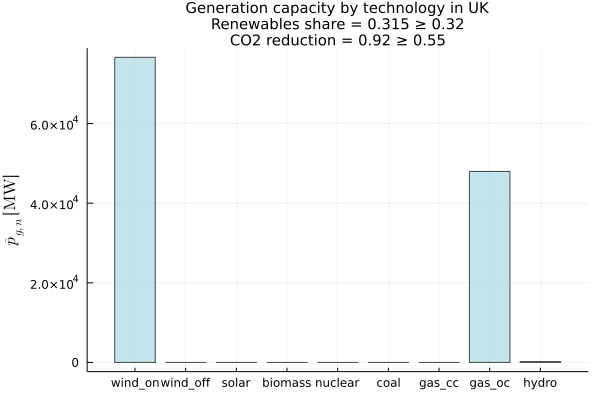 Generation capacity by technology in UK
Renewables share = 0.315 ≥ 0.32
CO2 reduction = 0.92 ≥ 0.55
6.0×10⁴
4.0×10⁴
2.0×10⁴
0
p̄g,n[MW]
wind_on wind_off solar biomass nuclear coal gas_cc gas_oc hydro